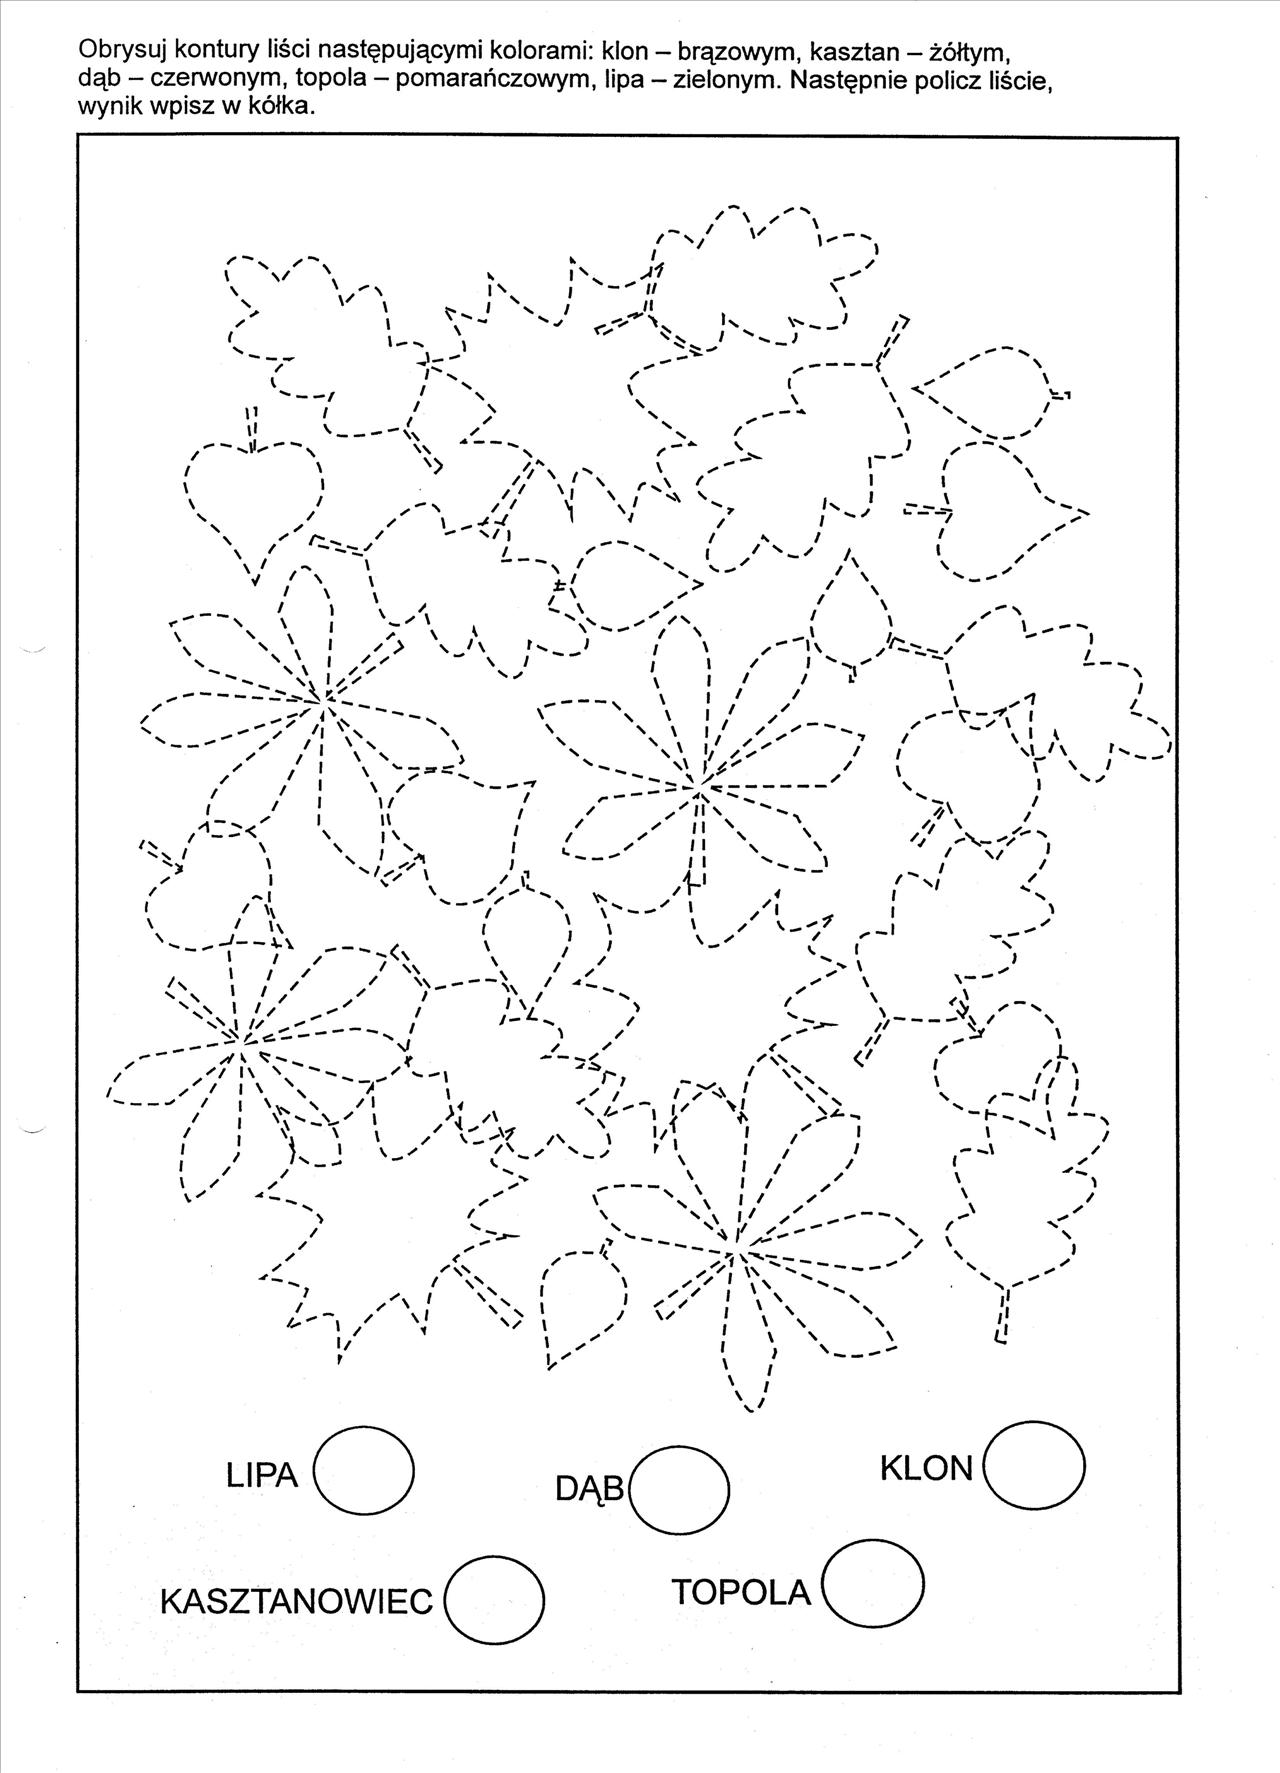 Obrysuj kontury liści następującymi kolorami: klon – brązowym, kasztan – żółtym,
dąb – czerwonym, topola – pomarańczowym, lipa – zielonym. Następnie policz liście,
wynik wpisz w kółka.
LIPA
DĄB
KLON
KASZTANOWIEC
TOPOLA